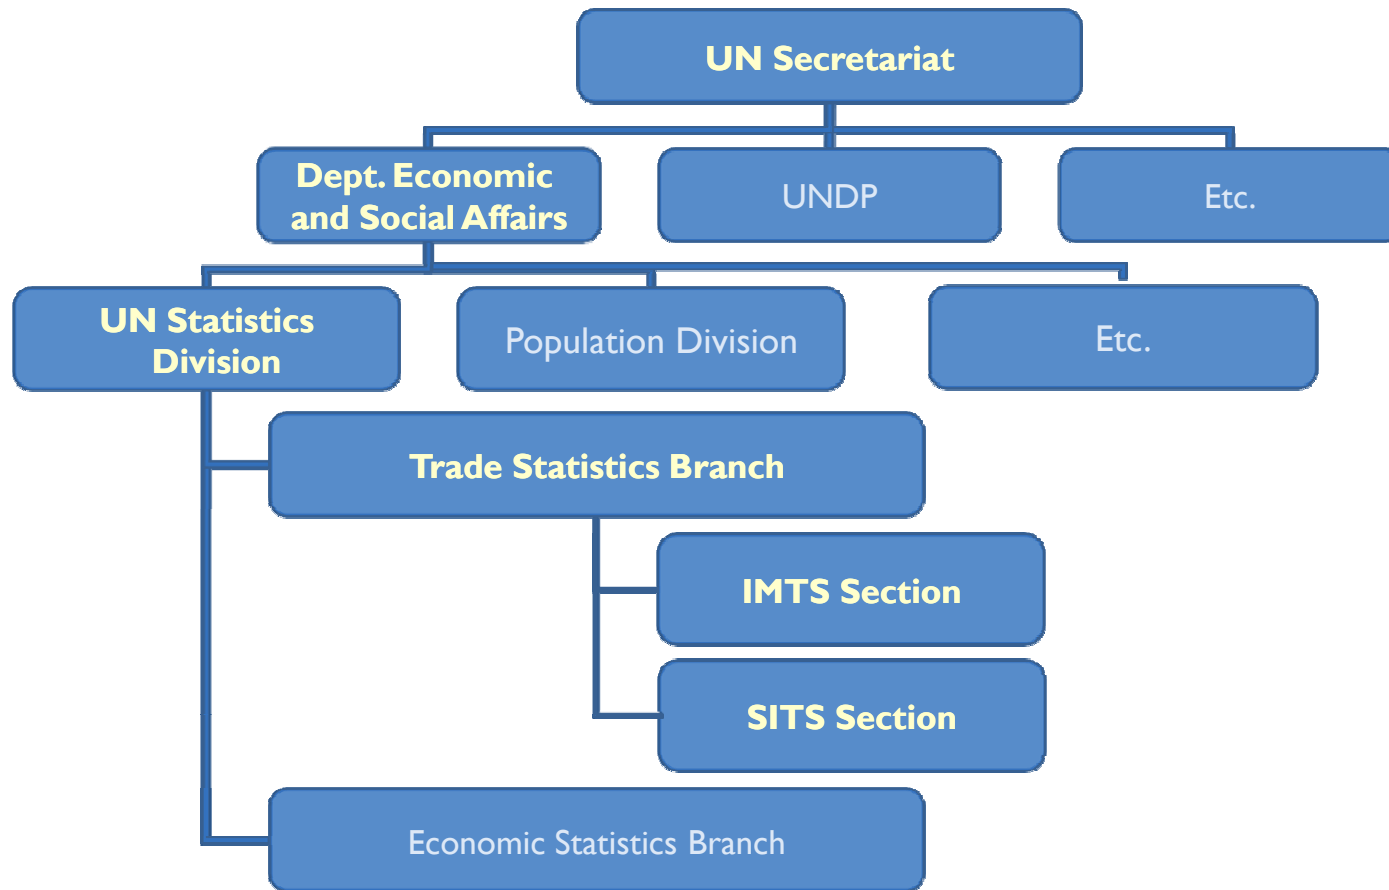 UN Secretariat
Dept. Economic
and Social Affairs
UNDP
Etc.
UN Statistics
Division
Population Division
Etc.
Trade Statistics Branch
IMTS Section
SITS Section
Economic Statistics Branch